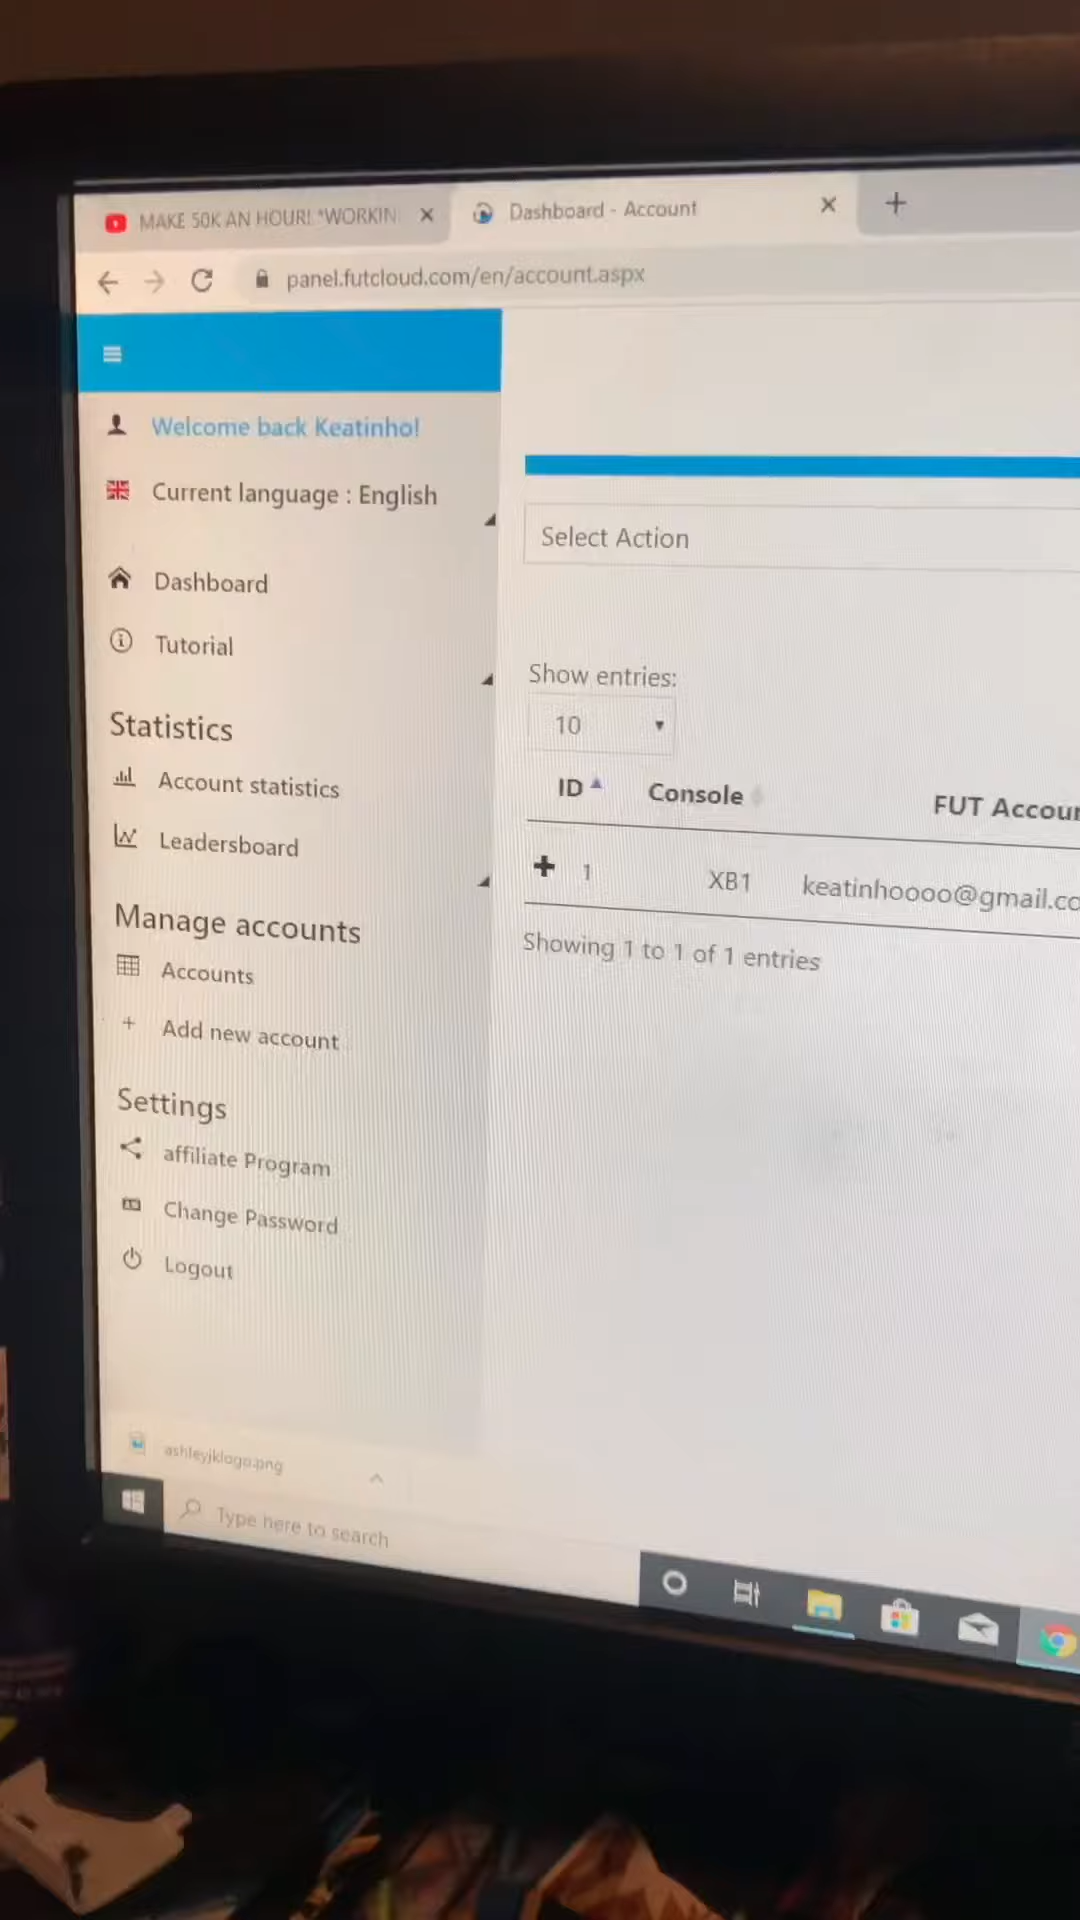 MAKE 50K AN HOUR! *WORKIN
Dashboard - Account
panel.futcloud.com/en/account.aspx
Welcome back Keatinho!
Current language : English
Select Action
Dashboard
Tutorial
Show entries:
10
Statistics
Account statistics
Leadersboard
ID
Console
FUT Accour
1
XB1
keatinhoooo@gmail.co
Showing 1 to 1 of 1 entries
Manage accounts
Accounts
Add new account
Settings
affiliate Program
Change Password
Logout
ashleyjklogo.png
Type here to search